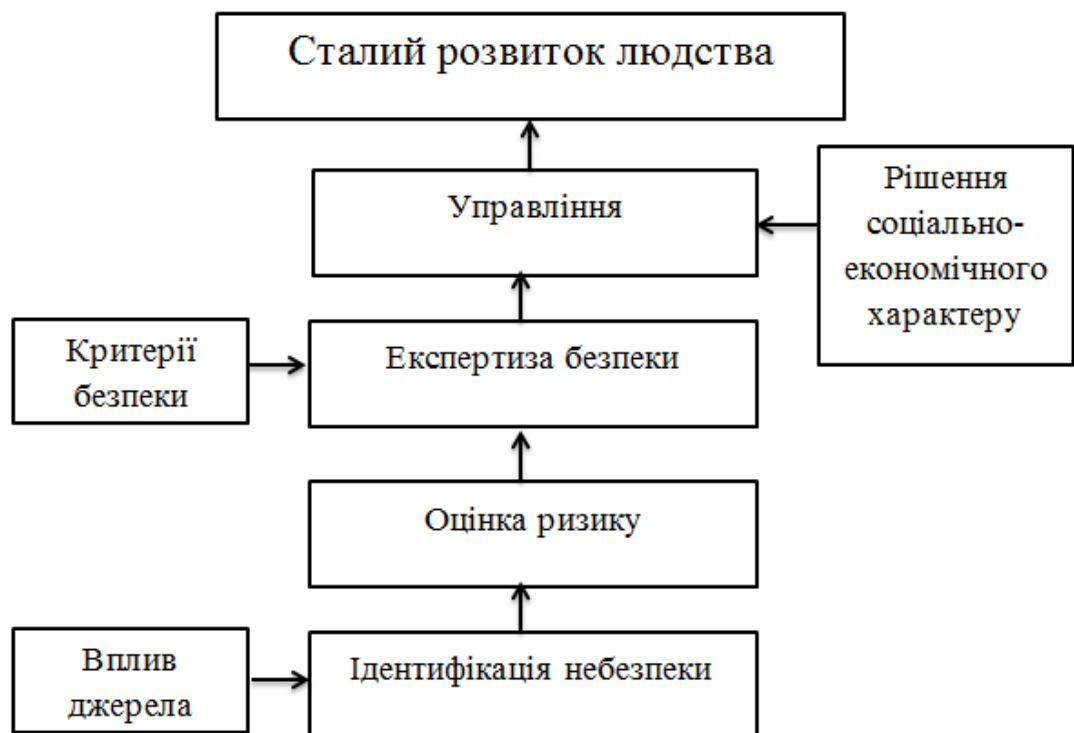 Сталий розвиток людства
Управління
Рішення
соціально-
економічного
характеру
Критерії
безпеки
Експертиза безпеки
Оцінка ризику
Вплив
джерела
Ідентифікація небезпеки